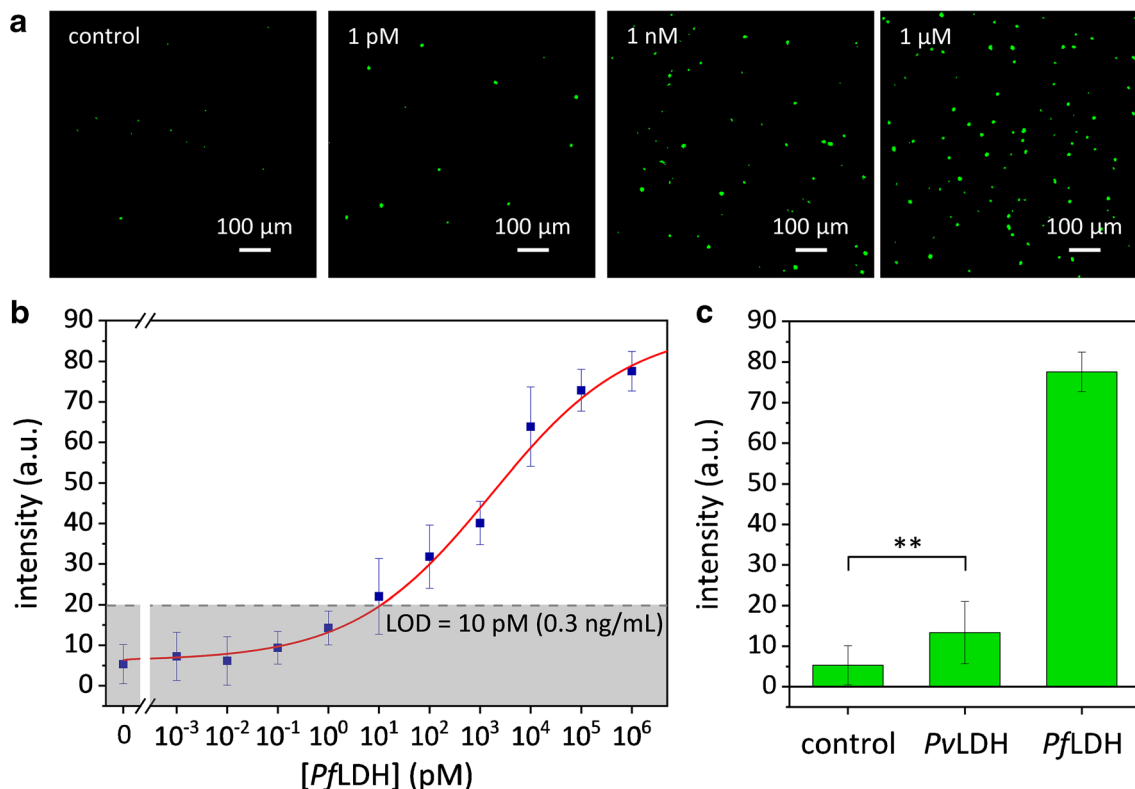 a
control
1 pM
1 nM
1 µM
100 µm
100 µm
100 µm
100 µm
b
90
80
70
60
50
40
30
20
10
0
intensity (a.u.)
LOD = 10 pM (0.3 ng/mL)
0 10⁻³ 10⁻² 10⁻¹ 10⁰ 10¹ 10² 10³ 10⁴ 10⁵ 10⁶
[PfLDH] (pM)
c
90
80
70
60
50
40
30
20
10
0
intensity (a.u.)
**
control PvLDH PfLDH